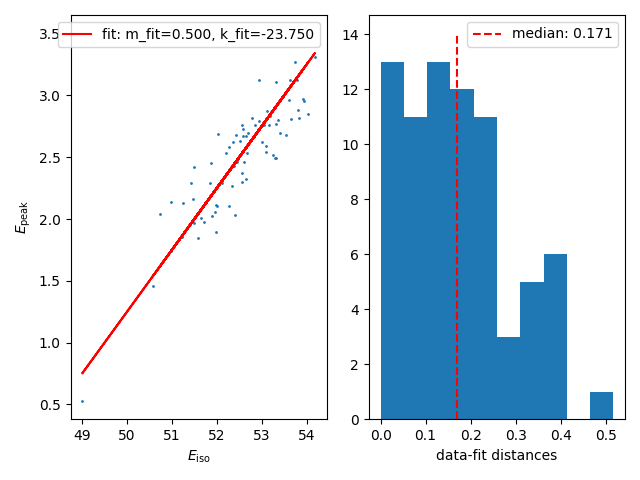 fit: m_fit=0.500, k_fit=-23.750
3.5
3.0
2.5
2.0
1.5
1.0
0.5
E_peak
49 50 51 52 53 54
E_iso
median: 0.171
14
12
10
8
6
4
2
0
0.0 0.1 0.2 0.3 0.4 0.5
data-fit distances